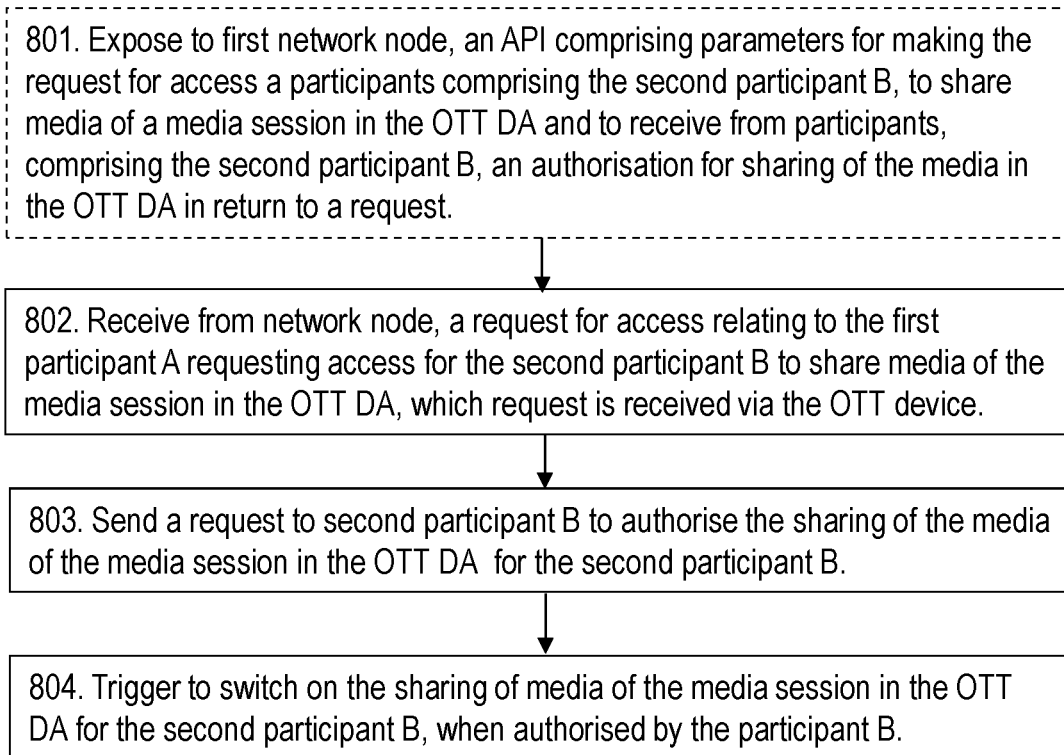 801. Expose to first network node, an API comprising parameters for making the
request for access a participants comprising the second participant B, to share
media of a media session in the OTT DA and to receive from participants,
comprising the second participant B, an authorisation for sharing of the media in
the OTT DA in return to a request.
802. Receive from network node, a request for access relating to the first
participant A requesting access for the second participant B to share media of the
media session in the OTT DA, which request is received via the OTT device.
803. Send a request to second participant B to authorise the sharing of the media
of the media session in the OTT DA for the second participant B.
804. Trigger to switch on the sharing of media of the media session in the OTT
DA for the second participant B, when authorised by the participant B.